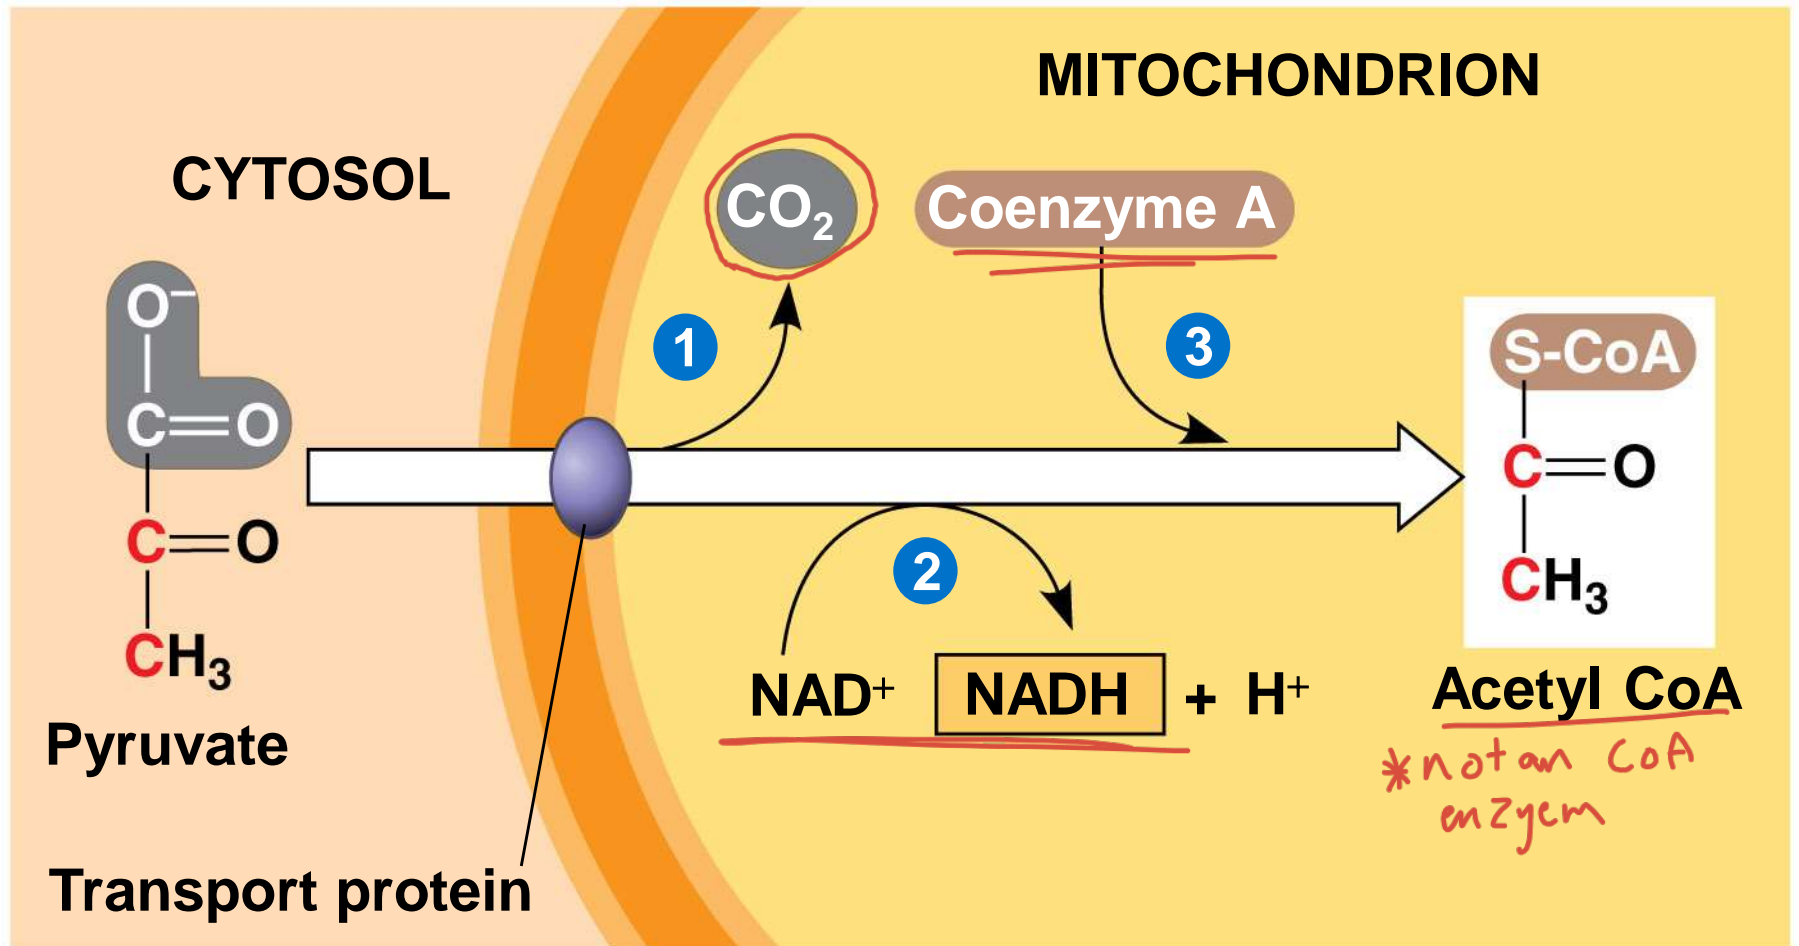 MITOCHONDRION
CYTOSOL
CO₂
Coenzyme A
1
3
O⁻
C=O
C=O
CH₃
Pyruvate
Transport protein
2
NAD⁺
NADH + H⁺
S-CoA
C=O
CH₃
Acetyl CoA
*not an CoA
enzyem